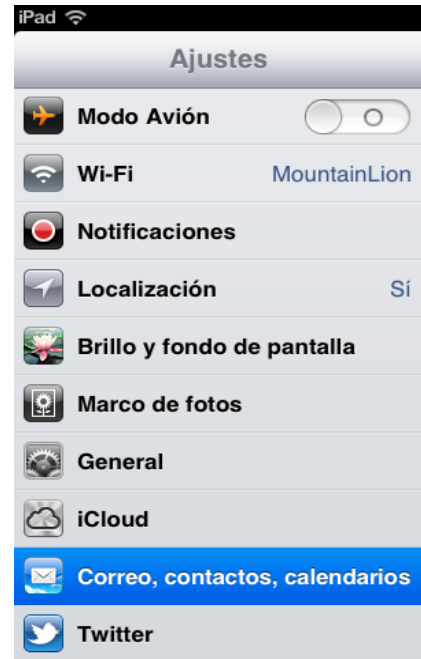 iPad
Ajustes
Modo Avión
Wi-Fi MountainLion
Notificaciones
Localización Sí
Brillo y fondo de pantalla
Marco de fotos
General
iCloud
Correo, contactos, calendarios
Twitter